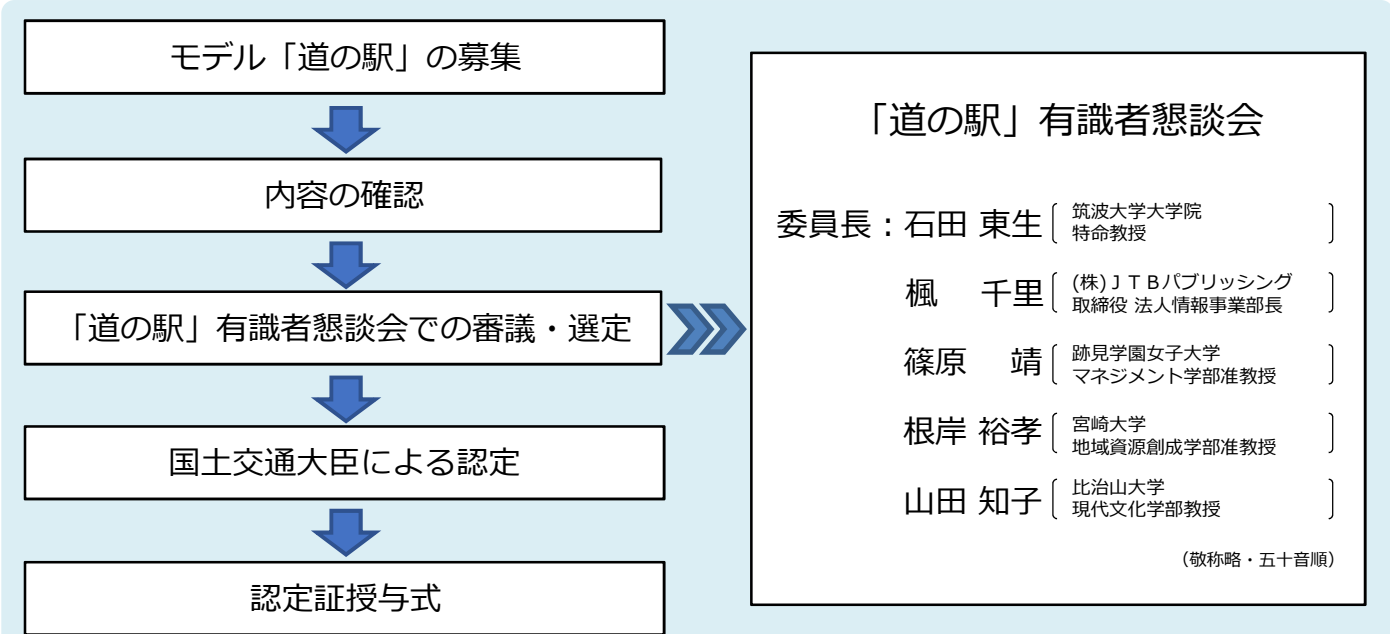 モデル「道の駅」の募集
内容の確認
「道の駅」有識者懇談会での審議・選定
国土交通大臣による認定
認定証授与式
「道の駅」有識者懇談会
委員長：石田 東生 筑波大学大学院
特命教授
楓 千里 (株)ＪＴＢパブリッシング
取締役 法人情報事業部長
篠原 靖 跡見学園女子大学
マネジメント学部准教授
根岸 裕孝 宮崎大学
地域資源創成学部准教授
山田 知子 比治山大学
現代文化学部教授
（敬称略・五十音順）